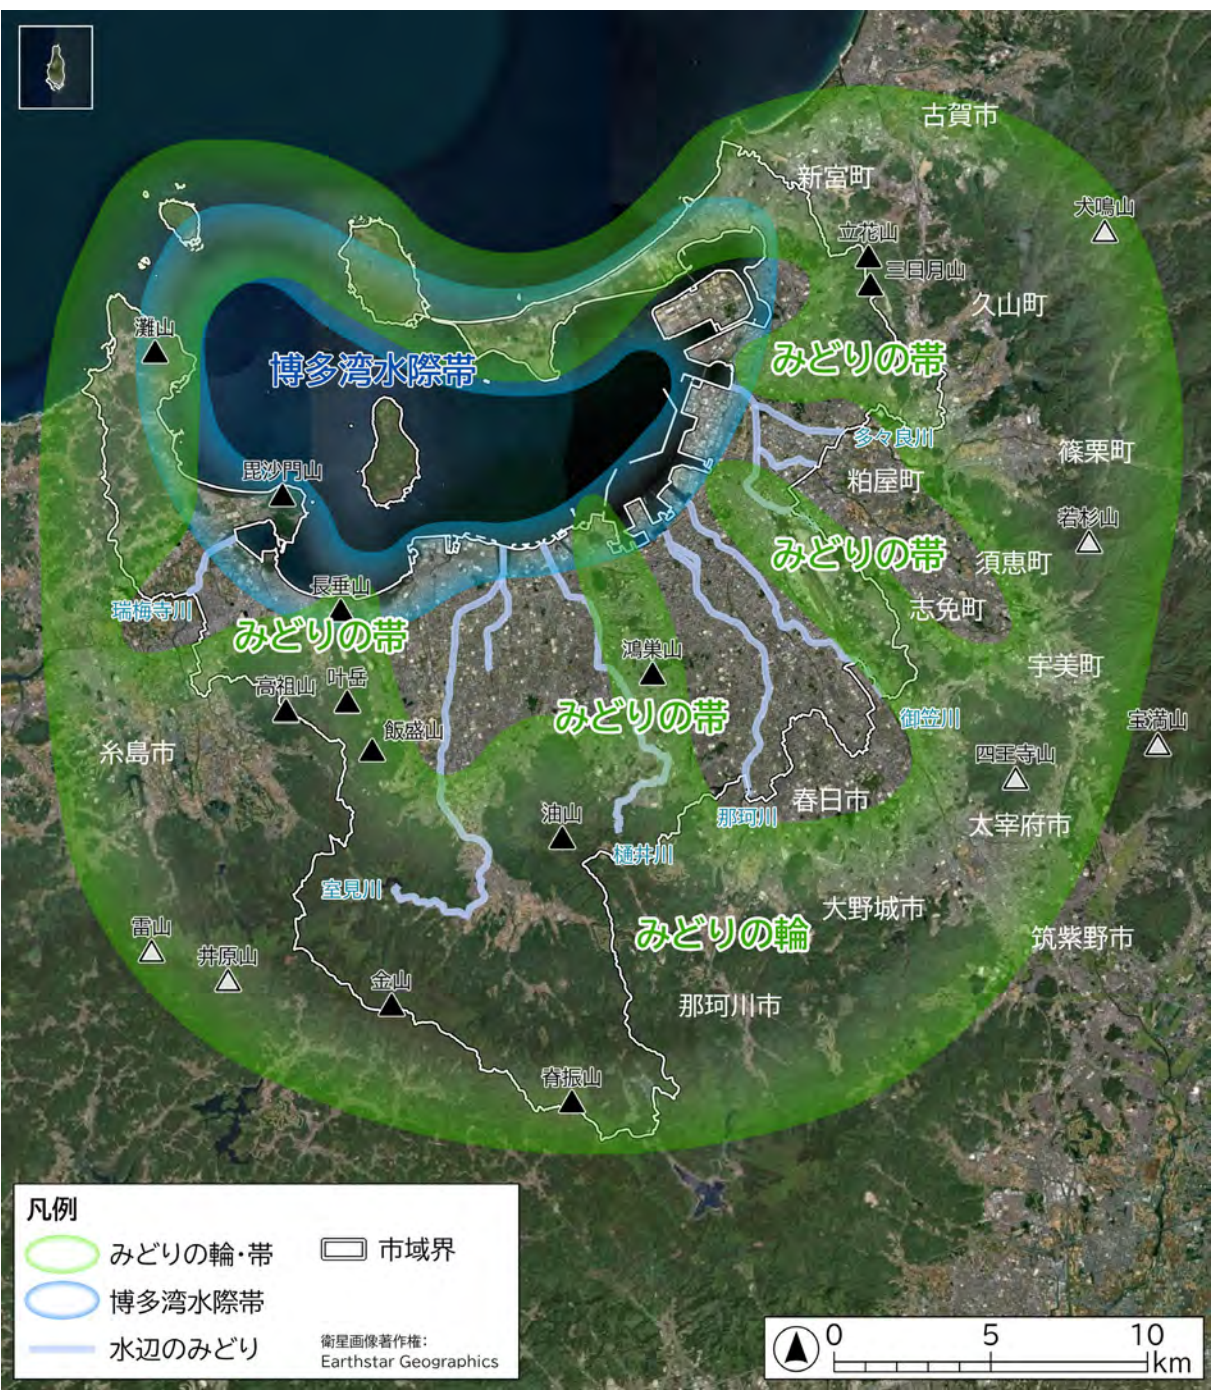 古賀市
新宮町
犬鳴山
立花山
三日月山
久山町
灘山
博多湾水際帯
みどりの帯
多々良川
篠栗町
毘沙門山
粕屋町
若杉山
みどりの帯
須恵町
長垂山
瑞梅寺川
志免町
みどりの帯
鴻巣山
宇美町
叶岳
高祖山
みどりの帯
御笠川
飯盛山
宝満山
糸島市
四王寺山
春日市
油山
那珂川
太宰府市
樋井川
室見川
大野城市
雷山
みどりの輪
筑紫野市
井原山
金山
那珂川市
脊振山
凡例
みどりの輪・帯
市域界
博多湾水際帯
水辺のみどり
衛星画像著作権:
Earthstar Geographics
0 5 10
km